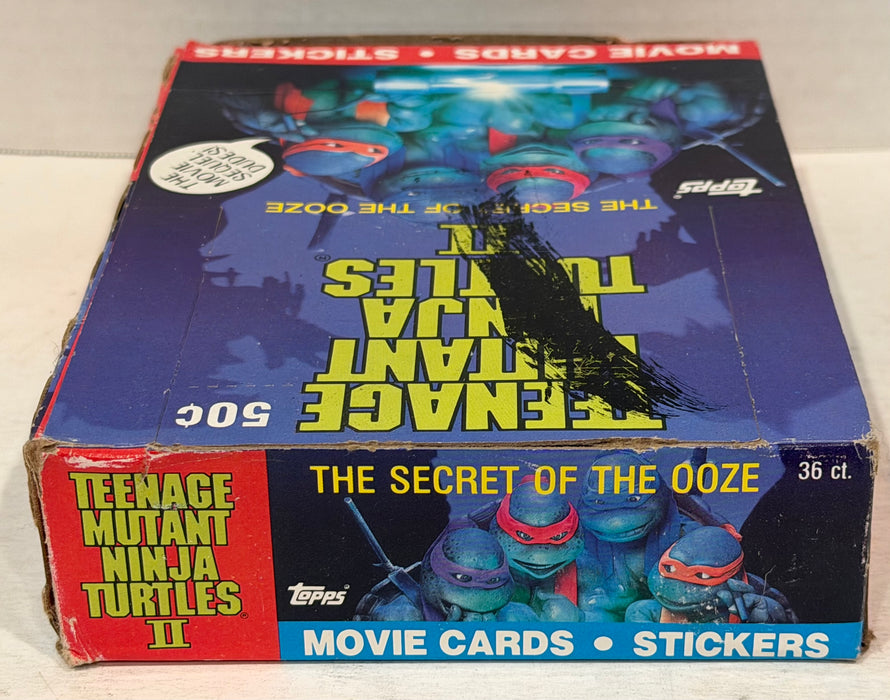 MOVIE CARDS • STICKERS
THE
MOVIE
SEQUEL,
DUDES!
topps®
THE SECRET OF THE OOZE
TEENAGE
MUTANT
NINJA
TURTLES®
II
50¢
TEENAGE
MUTANT
NINJA
TURTLES®
II
THE SECRET OF THE OOZE
36 ct.
topps®
MOVIE CARDS • STICKERS